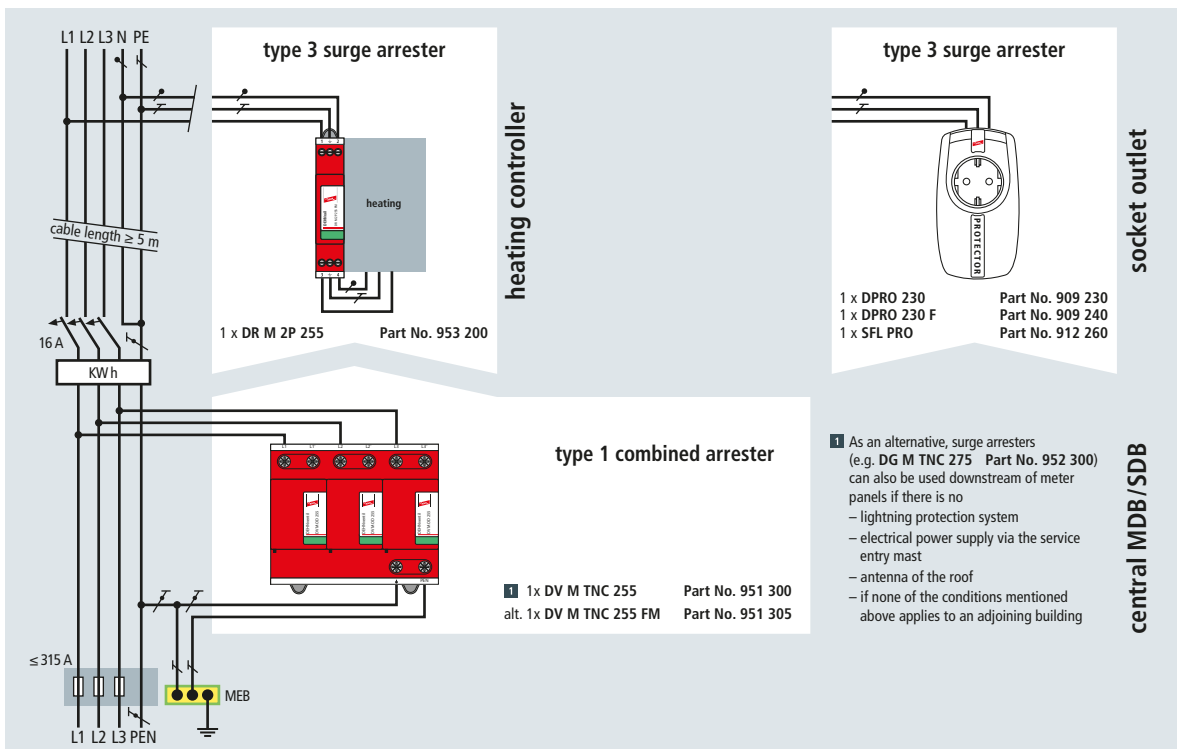 L1 L2 L3 N PE
type 3 surge arrester
heating
1 x DR M 2P 255 Part No. 953 200
heating controller
type 3 surge arrester
PROTECTOR
1 x DPRO 230 Part No. 909 230
1 x DPRO 230 F Part No. 909 240
1 x SFL PRO Part No. 912 260
socket outlet
cable length ≥ 5 m
16 A
KWh
type 1 combined arrester
L1 L1' L2 L2' L3 L3'
PEN
1 1x DV M TNC 255 Part No. 951 300
alt. 1x DV M TNC 255 FM Part No. 951 305
1 As an alternative, surge arresters
(e.g. DG M TNC 275 Part No. 952 300)
can also be used downstream of meter
panels if there is no
– lightning protection system
– electrical power supply via the service
entry mast
– antenna of the roof
– if none of the conditions mentioned
above applies to an adjoining building
central MDB/SDB
≤ 315 A
MEB
L1 L2 L3 PEN